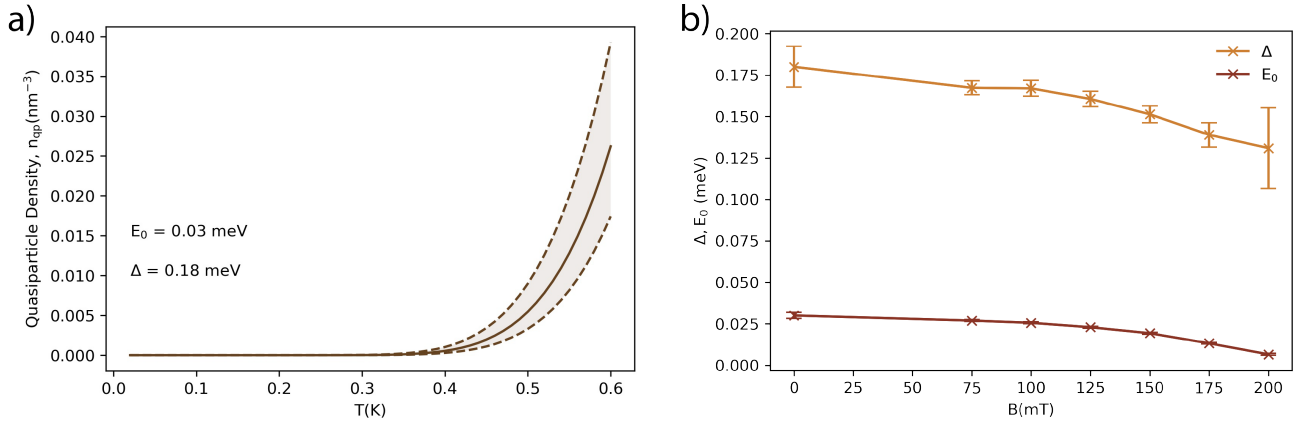 a)
Quasiparticle Density, n_qp(nm⁻³)
0.040
0.035
0.030
0.025
0.020
0.015
0.010
0.005
0.000
E₀ = 0.03 meV
Δ = 0.18 meV
0.0 0.1 0.2 0.3 0.4 0.5 0.6
T(K)
b)
Δ, E₀ (meV)
0.200
0.175
0.150
0.125
0.100
0.075
0.050
0.025
0.000
Δ
E₀
0 25 50 75 100 125 150 175 200
B(mT)